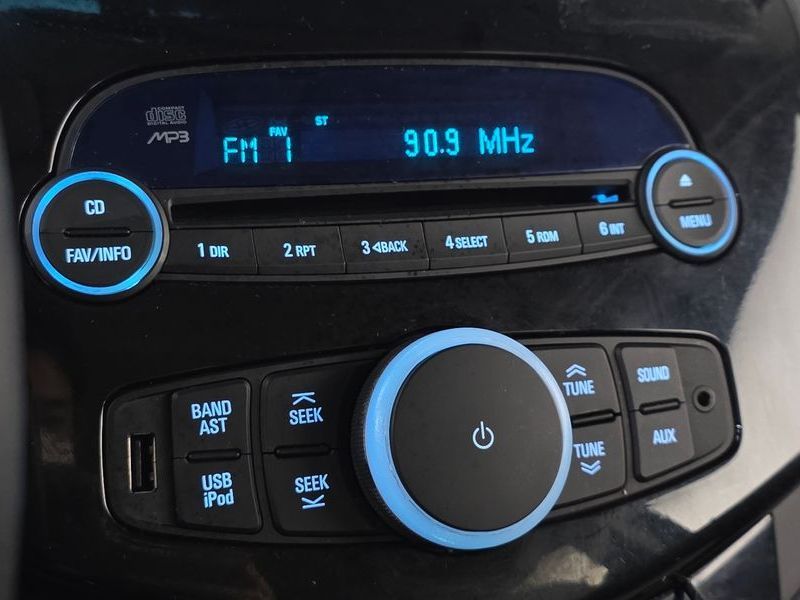 COMPACT
disc
DIGITAL AUDIO
MP3
FM 1
FAV
ST
90.9 MHz
CD
FAV/INFO
1 DIR
2 RPT
3 ◁BACK
4 SELECT
5 RDM
6 INT
MENU
BAND
AST
USB
iPod
SEEK
SEEK
TUNE
TUNE
SOUND
AUX